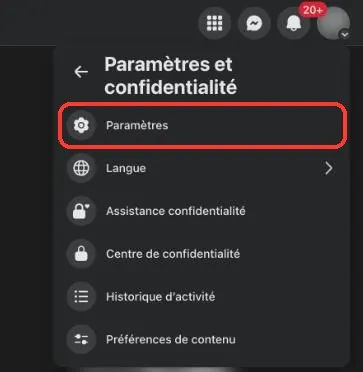 20+
Paramètres et
confidentialité
Paramètres
Langue
Assistance confidentialité
Centre de confidentialité
Historique d'activité
Préférences de contenu